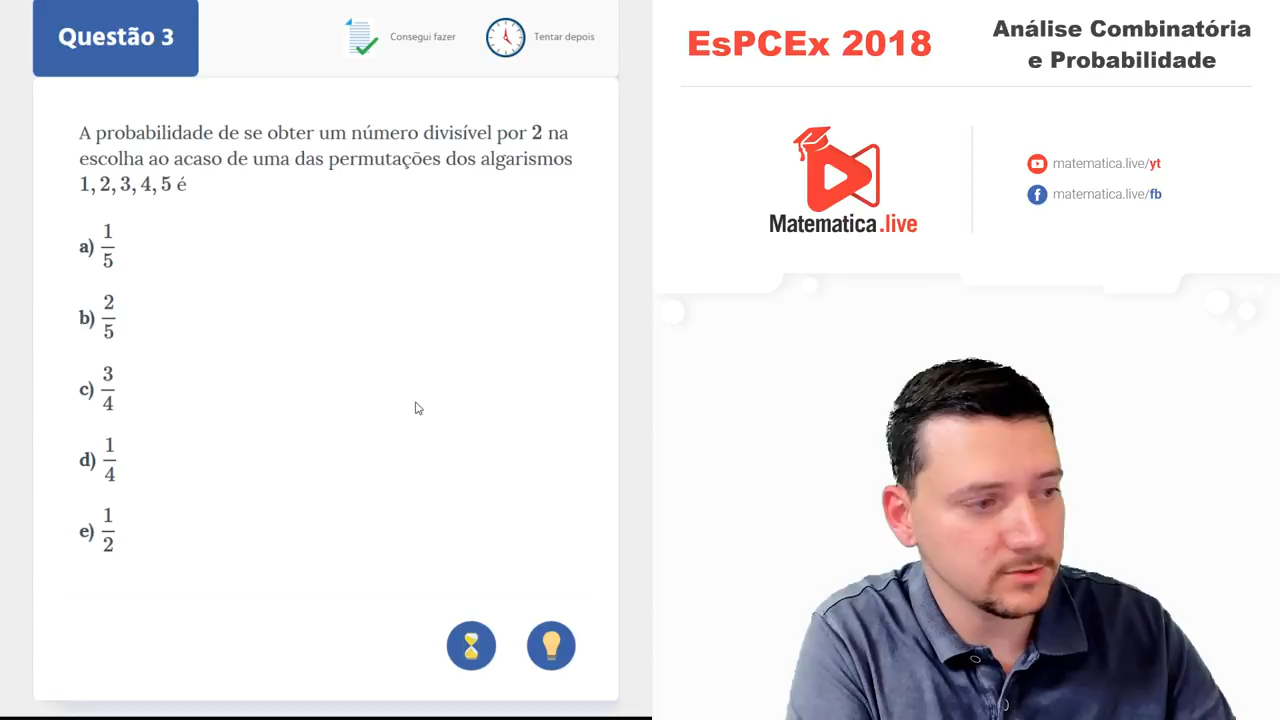 Questão 3
Consegui fazer
Tentar depois
A probabilidade de se obter um número divisível por 2 na
escolha ao acaso de uma das permutações dos algarismos
1, 2, 3, 4, 5 é
a) 1/5
b) 2/5
c) 3/4
d) 1/4
e) 1/2
EsPCEx 2018
Análise Combinatória
e Probabilidade
Matematica.live
matematica.live/yt
matematica.live/fb